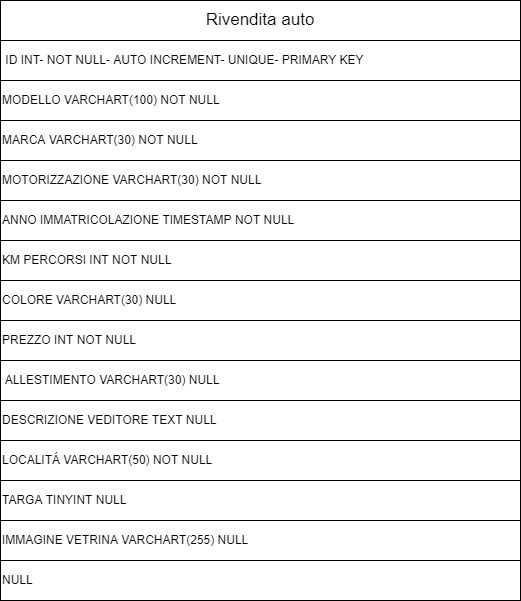 Rivendita auto
ID INT- NOT NULL- AUTO INCREMENT- UNIQUE- PRIMARY KEY
MODELLO VARCHART(100) NOT NULL
MARCA VARCHART(30) NOT NULL
MOTORIZZAZIONE VARCHART(30) NOT NULL
ANNO IMMATRICOLAZIONE TIMESTAMP NOT NULL
KM PERCORSI INT NOT NULL
COLORE VARCHART(30) NULL
PREZZO INT NOT NULL
ALLESTIMENTO VARCHART(30) NULL
DESCRIZIONE VEDITORE TEXT NULL
LOCALITÁ VARCHART(50) NOT NULL
TARGA TINYINT NULL
IMMAGINE VETRINA VARCHART(255) NULL
NULL